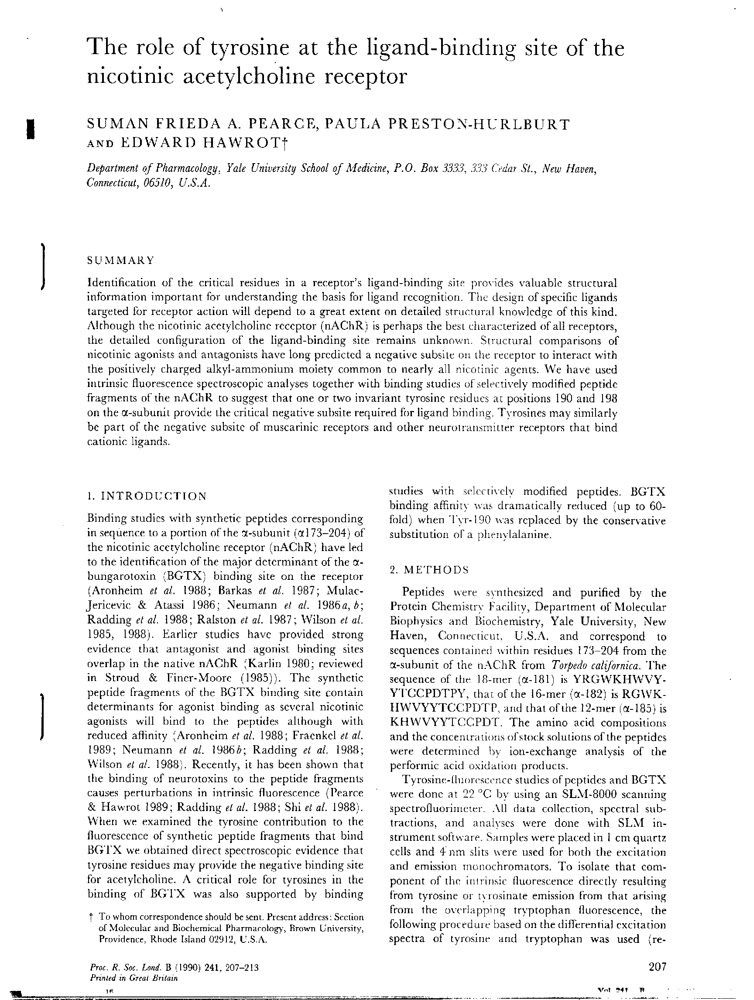 The role of tyrosine at the ligand-binding site of the
nicotinic acetylcholine receptor
SUMAN FRIEDA A. PEARCE, PAULA PRESTON-HURLBURT
AND EDWARD HAWROT†
Department of Pharmacology, Yale University School of Medicine, P.O. Box 3333, 333 Cedar St., New Haven,
Connecticut, 06510, U.S.A.
SUMMARY
Identification of the critical residues in a receptor's ligand-binding site provides valuable structural
information important for understanding the basis for ligand recognition. The design of specific ligands
targeted for receptor action will depend to a great extent on detailed structural knowledge of this kind.
Although the nicotinic acetylcholine receptor (nAChR) is perhaps the best characterized of all receptors,
the detailed configuration of the ligand-binding site remains unknown. Structural comparisons of
nicotinic agonists and antagonists have long predicted a negative subsite on the receptor to interact with
the positively charged alkyl-ammonium moiety common to nearly all nicotinic agents. We have used
intrinsic fluorescence spectroscopic analyses together with binding studies of selectively modified peptide
fragments of the nAChR to suggest that one or two invariant tyrosine residues at positions 190 and 198
on the α-subunit provide the critical negative subsite required for ligand binding. Tyrosines may similarly
be part of the negative subsite of muscarinic receptors and other neurotransmitter receptors that bind
cationic ligands.
1. INTRODUCTION
Binding studies with synthetic peptides corresponding
in sequence to a portion of the α-subunit (α173–204) of
the nicotinic acetylcholine receptor (nAChR) have led
to the identification of the major determinant of the α-
bungarotoxin (BGTX) binding site on the receptor
(Aronheim et al. 1988; Barkas et al. 1987; Mulac-
Jericevic & Atassi 1986; Neumann et al. 1986a, b;
Radding et al. 1988; Ralston et al. 1987; Wilson et al.
1985, 1988). Earlier studies have provided strong
evidence that antagonist and agonist binding sites
overlap in the native nAChR (Karlin 1980; reviewed
in Stroud & Finer-Moore (1985)). The synthetic
peptide fragments of the BGTX binding site contain
determinants for agonist binding as several nicotinic
agonists will bind to the peptides although with
reduced affinity (Aronheim et al. 1988; Fraenkel et al.
1989; Neumann et al. 1986b; Radding et al. 1988;
Wilson et al. 1988). Recently, it has been shown that
the binding of neurotoxins to the peptide fragments
causes perturbations in intrinsic fluorescence (Pearce
& Hawrot 1989; Radding et al. 1988; Shi et al. 1988).
When we examined the tyrosine contribution to the
fluorescence of synthetic peptide fragments that bind
BGTX we obtained direct spectroscopic evidence that
tyrosine residues may provide the negative binding site
for acetylcholine. A critical role for tyrosines in the
binding of BGTX was also supported by binding
† To whom correspondence should be sent. Present address: Section
of Molecular and Biochemical Pharmacology, Brown University,
Providence, Rhode Island 02912, U.S.A.
studies with selectively modified peptides. BGTX
binding affinity was dramatically reduced (up to 60-
fold) when Tyr-190 was replaced by the conservative
substitution of a phenylalanine.
2. METHODS
Peptides were synthesized and purified by the
Protein Chemistry Facility, Department of Molecular
Biophysics and Biochemistry, Yale University, New
Haven, Connecticut, U.S.A. and correspond to
sequences contained within residues 173–204 from the
α-subunit of the nAChR from Torpedo californica. The
sequence of the 18-mer (α-181) is YRGWKHWVY-
YTCCPDTPY, that of the 16-mer (α-182) is RGWK-
HWVYYTCCPDTP, and that of the 12-mer (α-185) is
KHWVYYTCCPDT. The amino acid compositions
and the concentrations of stock solutions of the peptides
were determined by ion-exchange analysis of the
performic acid oxidation products.
Tyrosine-fluorescence studies of peptides and BGTX
were done at 22 °C by using an SLM-8000 scanning
spectrofluorimeter. All data collection, spectral sub-
tractions, and analyses were done with SLM in-
strument software. Samples were placed in 1 cm quartz
cells and 4 nm slits were used for both the excitation
and emission monochromators. To isolate that com-
ponent of the intrinsic fluorescence directly resulting
from tyrosine or tyrosinate emission from that arising
from the overlapping tryptophan fluorescence, the
following procedure based on the differential excitation
spectra of tyrosine and tryptophan was used (re-
Proc. R. Soc. Lond. B (1990) 241, 207–213
Printed in Great Britain
207
16
Vol 241 B